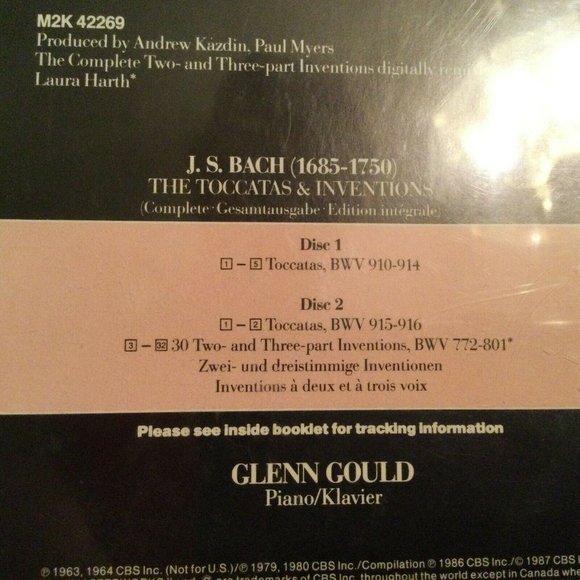 M2K 42269
Produced by Andrew Kazdin, Paul Myers
The Complete Two- and Three-part Inventions digitally
Laura Harth*
J. S. BACH (1685-1750)
THE TOCCATAS & INVENTIONS
(Complete · Gesamtausgabe · Edition intégrale)
Disc 1
1 – 5 Toccatas, BWV 910-914
Disc 2
1 – 2 Toccatas, BWV 915-916
3 – 32 30 Two- and Three-part Inventions, BWV 772-801*
Zwei- und dreistimmige Inventionen
Inventions à deux et à trois voix
Please see inside booklet for tracking information
GLENN GOULD
Piano/Klavier
℗ 1963, 1964 CBS Inc. (Not for U.S.)/℗ 1979, 1980 CBS Inc./Compilation ℗ 1986 CBS Inc./© 1987 CBS
are trademarks of CBS Inc. throughout the world except in Canada